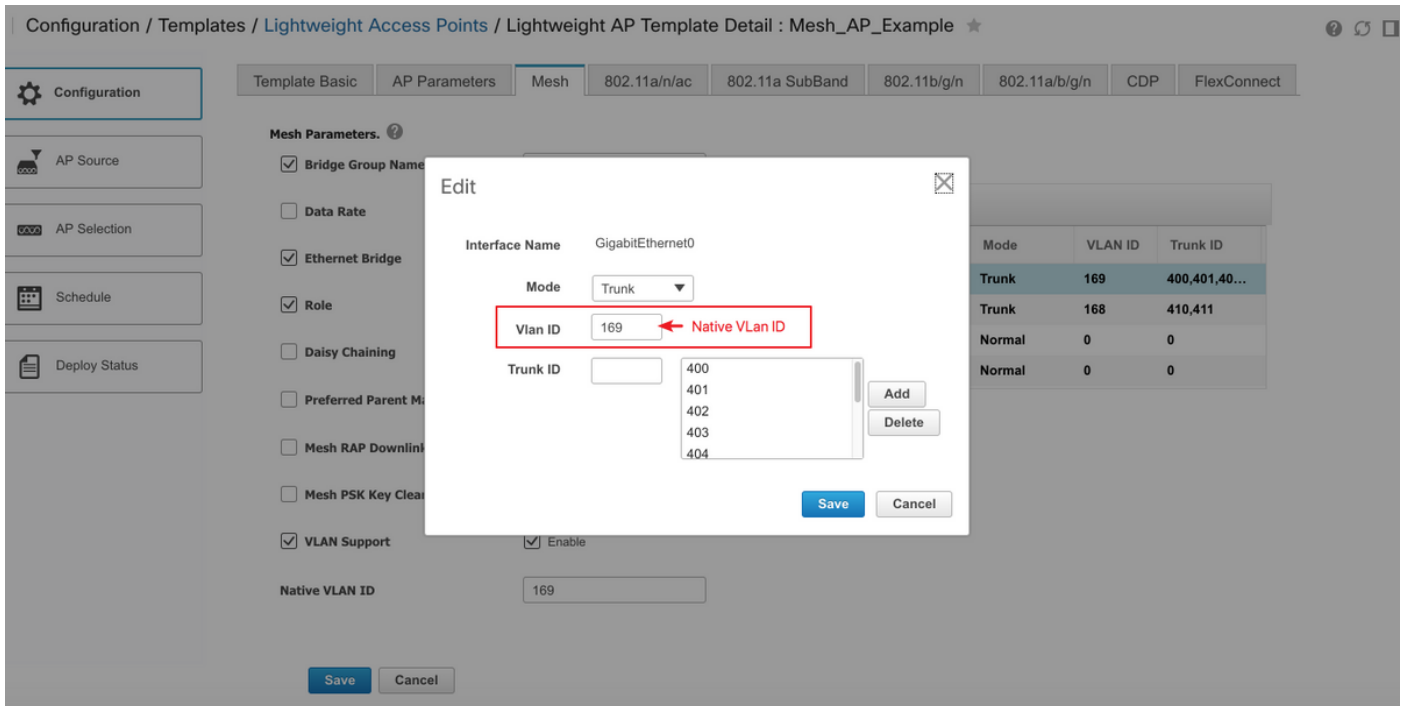 Configuration / Templates / Lightweight Access Points / Lightweight AP Template Detail : Mesh_AP_Example
Configuration
AP Source
AP Selection
Schedule
Deploy Status
Template Basic AP Parameters Mesh 802.11a/n/ac 802.11a SubBand 802.11b/g/n 802.11a/b/g/n CDP FlexConnect
Mesh Parameters.
Bridge Group Name
Data Rate
Ethernet Bridge
Role
Daisy Chaining
Preferred Parent
Mesh RAP Downlink
Mesh PSK Key
VLAN Support Enable
Native VLAN ID 169
Save Cancel
Edit
Interface Name GigabitEthernet0
Mode Trunk
Vlan ID 169 Native VLan ID
Trunk ID
400
401
402
403
404
Add
Delete
Save Cancel
Mode VLAN ID Trunk ID
Trunk 169 400,401,40...
Trunk 168 410,411
Normal 0 0
Normal 0 0